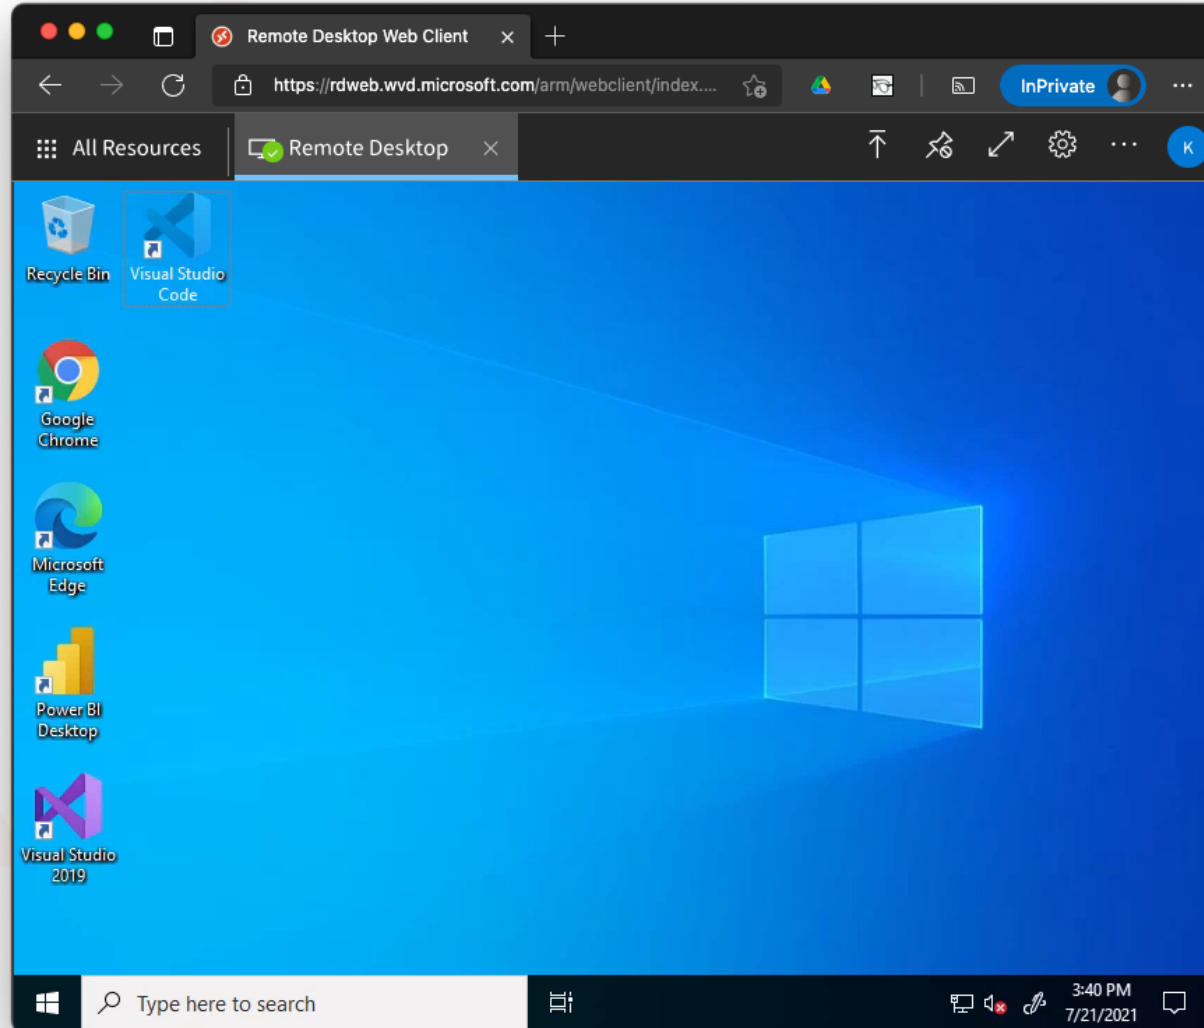 Remote Desktop Web Client
https://rdweb.wvd.microsoft.com/arm/webclient/index....
InPrivate
All Resources
Remote Desktop
K
Recycle Bin
Visual Studio
Code
Google
Chrome
Microsoft
Edge
Power BI
Desktop
Visual Studio
2019
Type here to search
3:40 PM
7/21/2021